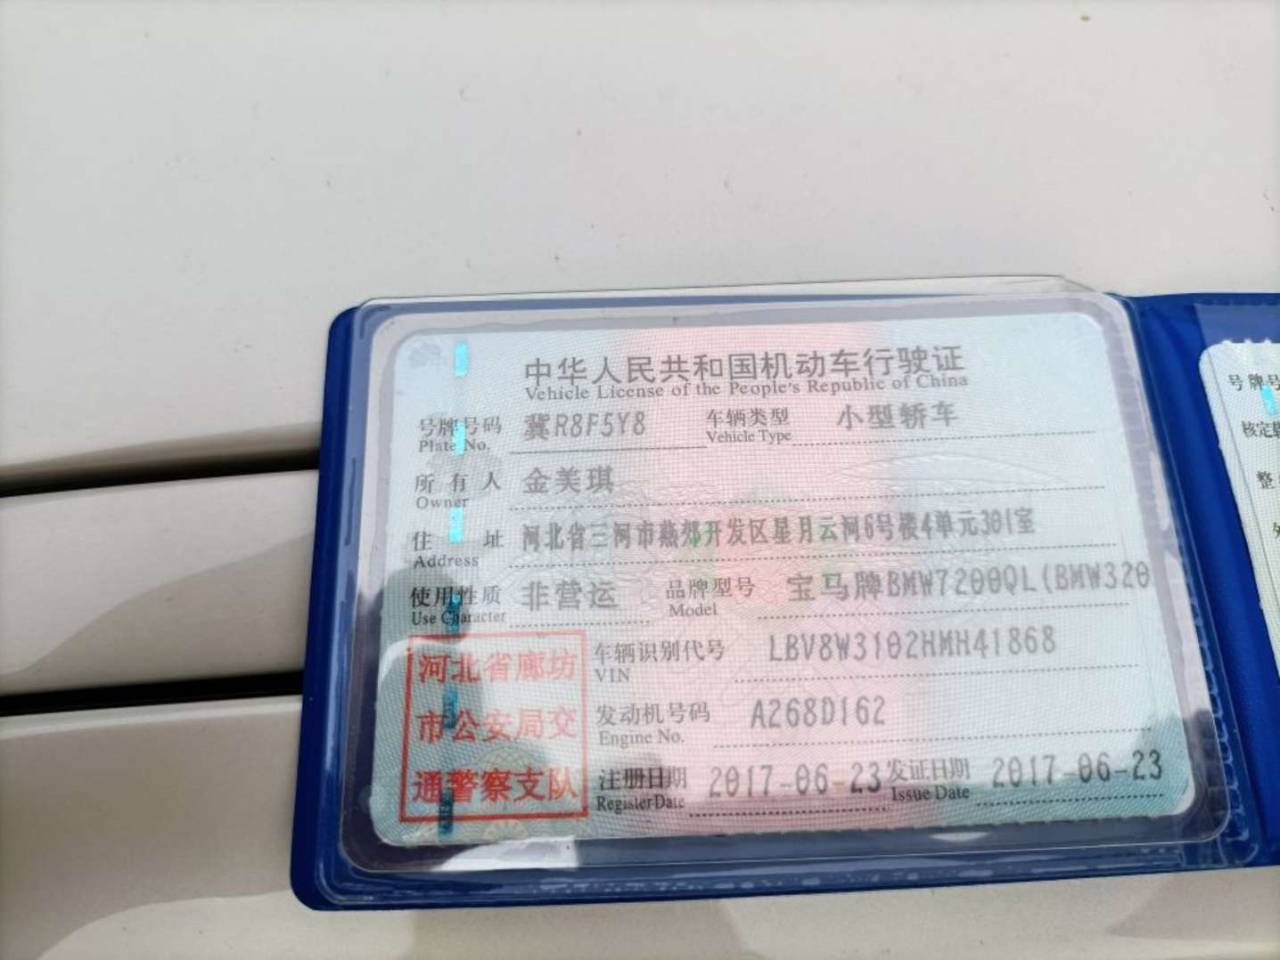 中华人民共和国机动车行驶证
Vehicle License of the People's Republic of China
号牌号码 冀R8F5Y8 车辆类型 小型轿车
Plate No. Vehicle Type
所有人 金美琪
Owner
住址 河北省三河市燕郊开发区星月云河6号楼4单元301室
Address
使用性质 非营运 品牌型号 宝马牌BMW7200QL(BMW320
Use Character Model
河北省廊坊
市公安局交
通警察支队
车辆识别代号 LBV8W3102HMH41868
VIN
发动机号码 A268D162
Engine No.
注册日期 2017-06-23 发证日期 2017-06-23
Register Date Issue Date
号牌号
核定
整